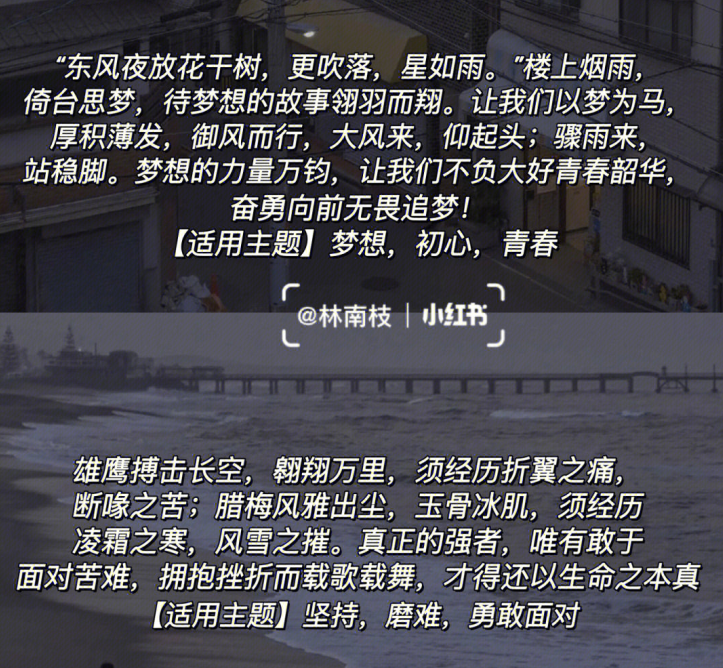 “东风夜放花千树，更吹落，星如雨。”楼上烟雨，
倚台思梦，待梦想的故事翎羽而翔。让我们以梦为马，
厚积薄发，御风而行，大风来，仰起头；骤雨来，
站稳脚。梦想的力量万钧，让我们不负大好青春韶华，
奋勇向前无畏追梦！
【适用主题】梦想，初心，青春
@林南枝 | 小红书
雄鹰搏击长空，翱翔万里，须经历折翼之痛，
断喙之苦；腊梅风雅出尘，玉骨冰肌，须经历
凌霜之寒，风雪之摧。真正的强者，唯有敢于
面对苦难，拥抱挫折而载歌载舞，才得还以生命之本真
【适用主题】坚持，磨难，勇敢面对